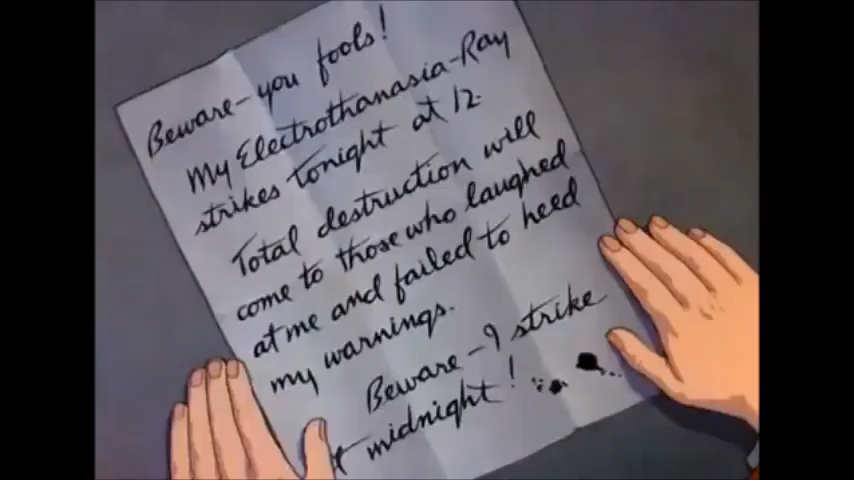 Beware-you fools!
My Electrothanasia-Ray
strikes tonight at 12.
Total destruction will
come to those who laughed
at me and failed to heed
my warnings.
Beware-I strike
at midnight!